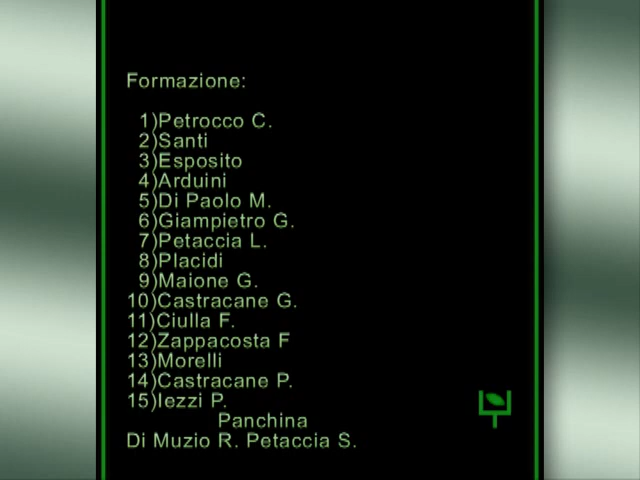 Formazione:
1)Petrocco C.
2)Santi
3)Esposito
4)Arduini
5)Di Paolo M.
6)Giampietro G.
7)Petaccia L.
8)Placidi
9)Maione G.
10)Castracane G.
11)Ciulla F.
12)Zappacosta F
13)Morelli
14)Castracane P.
15)Iezzi P.
Panchina
Di Muzio R. Petaccia S.